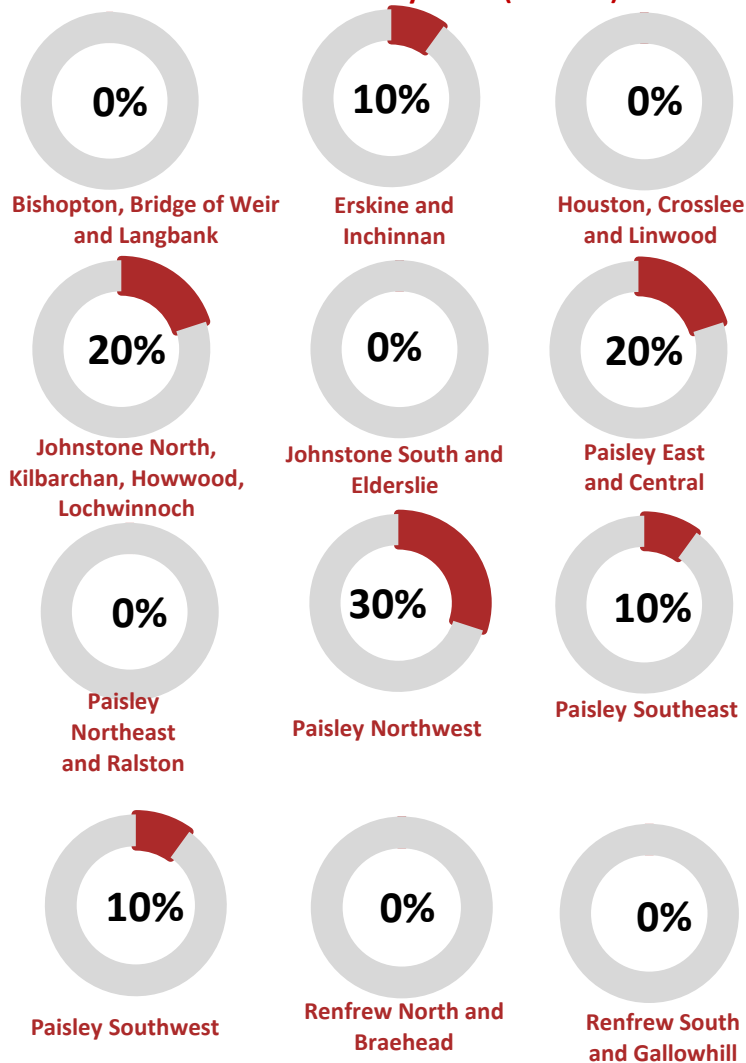 0%
10%
0%
Bishopton, Bridge of Weir
and Langbank
Erskine and
Inchinnan
Houston, Crosslee
and Linwood
20%
0%
20%
Johnstone North,
Kilbarchan, Howwood,
Lochwinnoch
Johnstone South and
Elderslie
Paisley East
and Central
0%
30%
10%
Paisley
Northeast
and Ralston
Paisley Northwest
Paisley Southeast
10%
0%
0%
Paisley Southwest
Renfrew North and
Braehead
Renfrew South
and Gallowhill